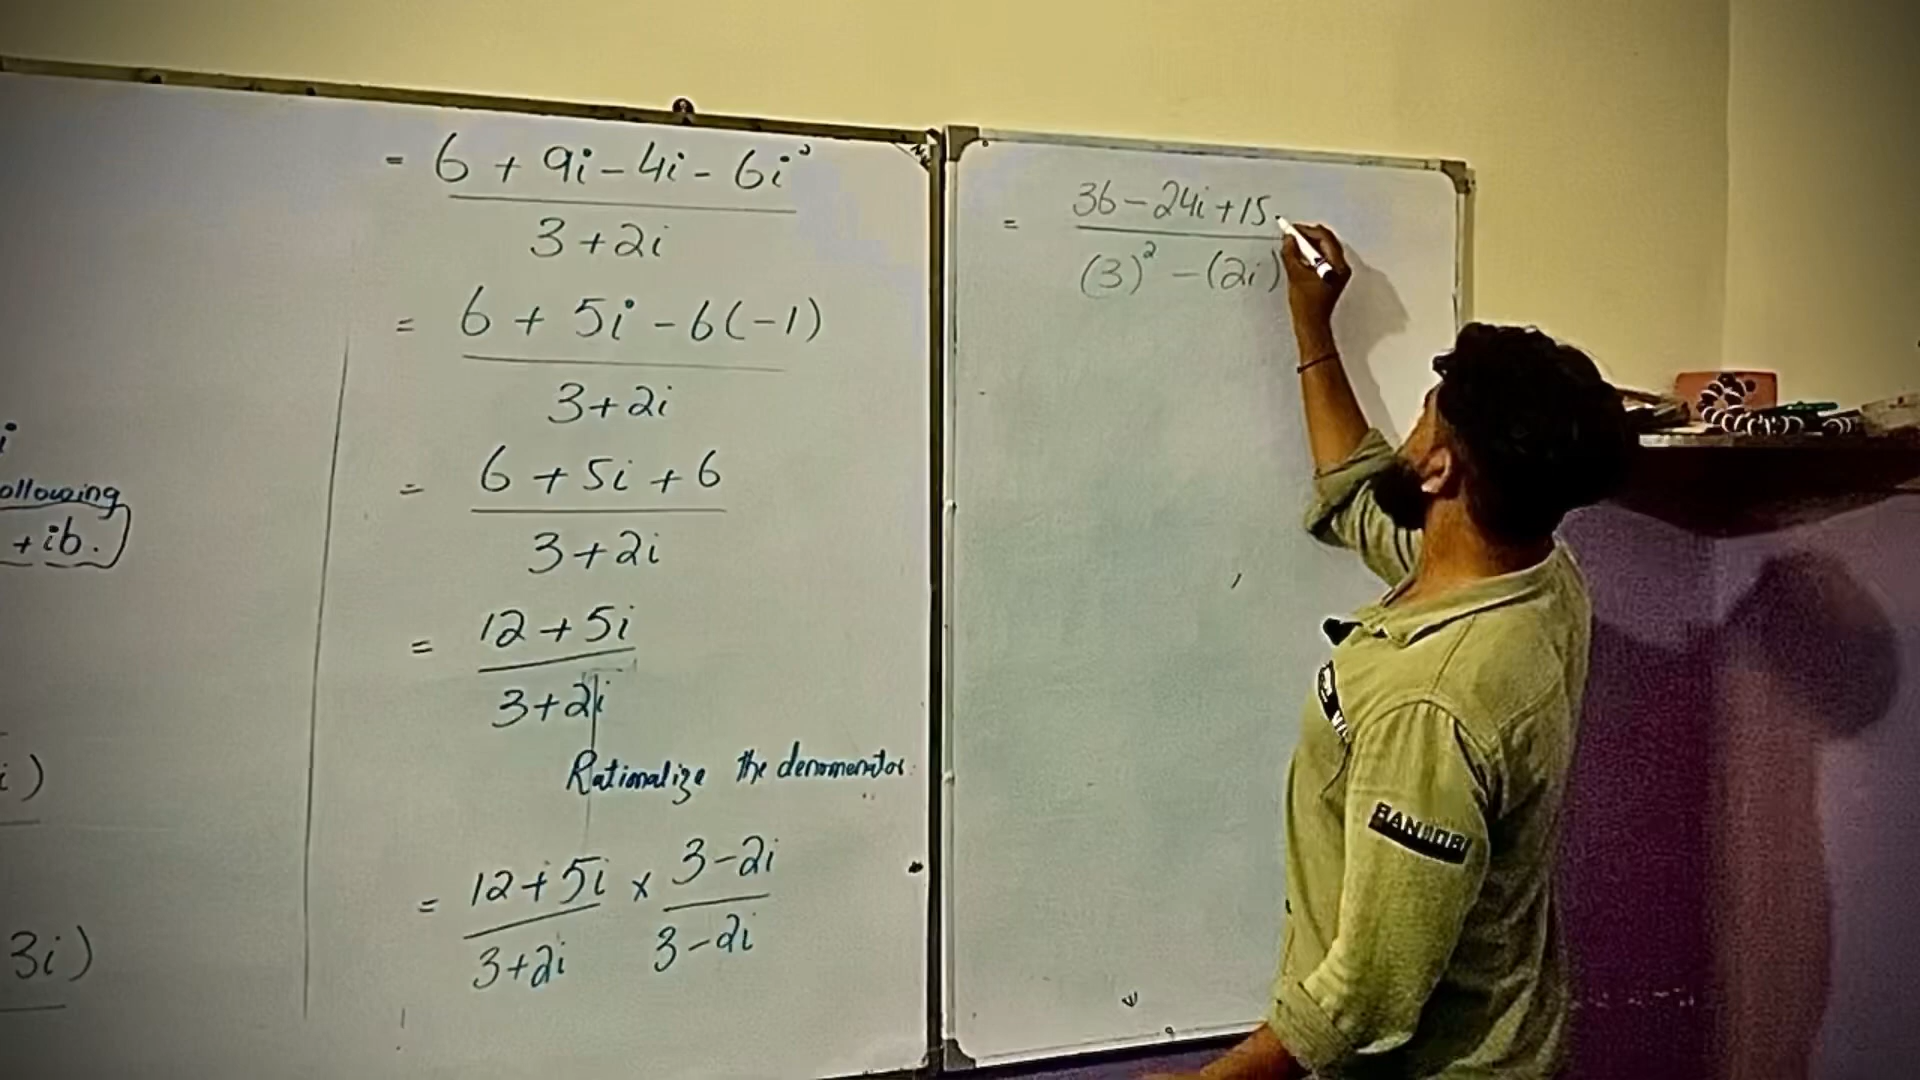 i
ollowing
+ib.
i)
3i)
= 6 + 9i - 4i - 6i²
3 + 2i
= 6 + 5i - 6(-1)
3+2i
= 6 + 5i + 6
3+2i
= 12 + 5i
3+2i
Rationalize the denomenator.
= 12+5i × 3-2i
3+2i 3-2i
= 36-24i+15
(3)² -(2i)